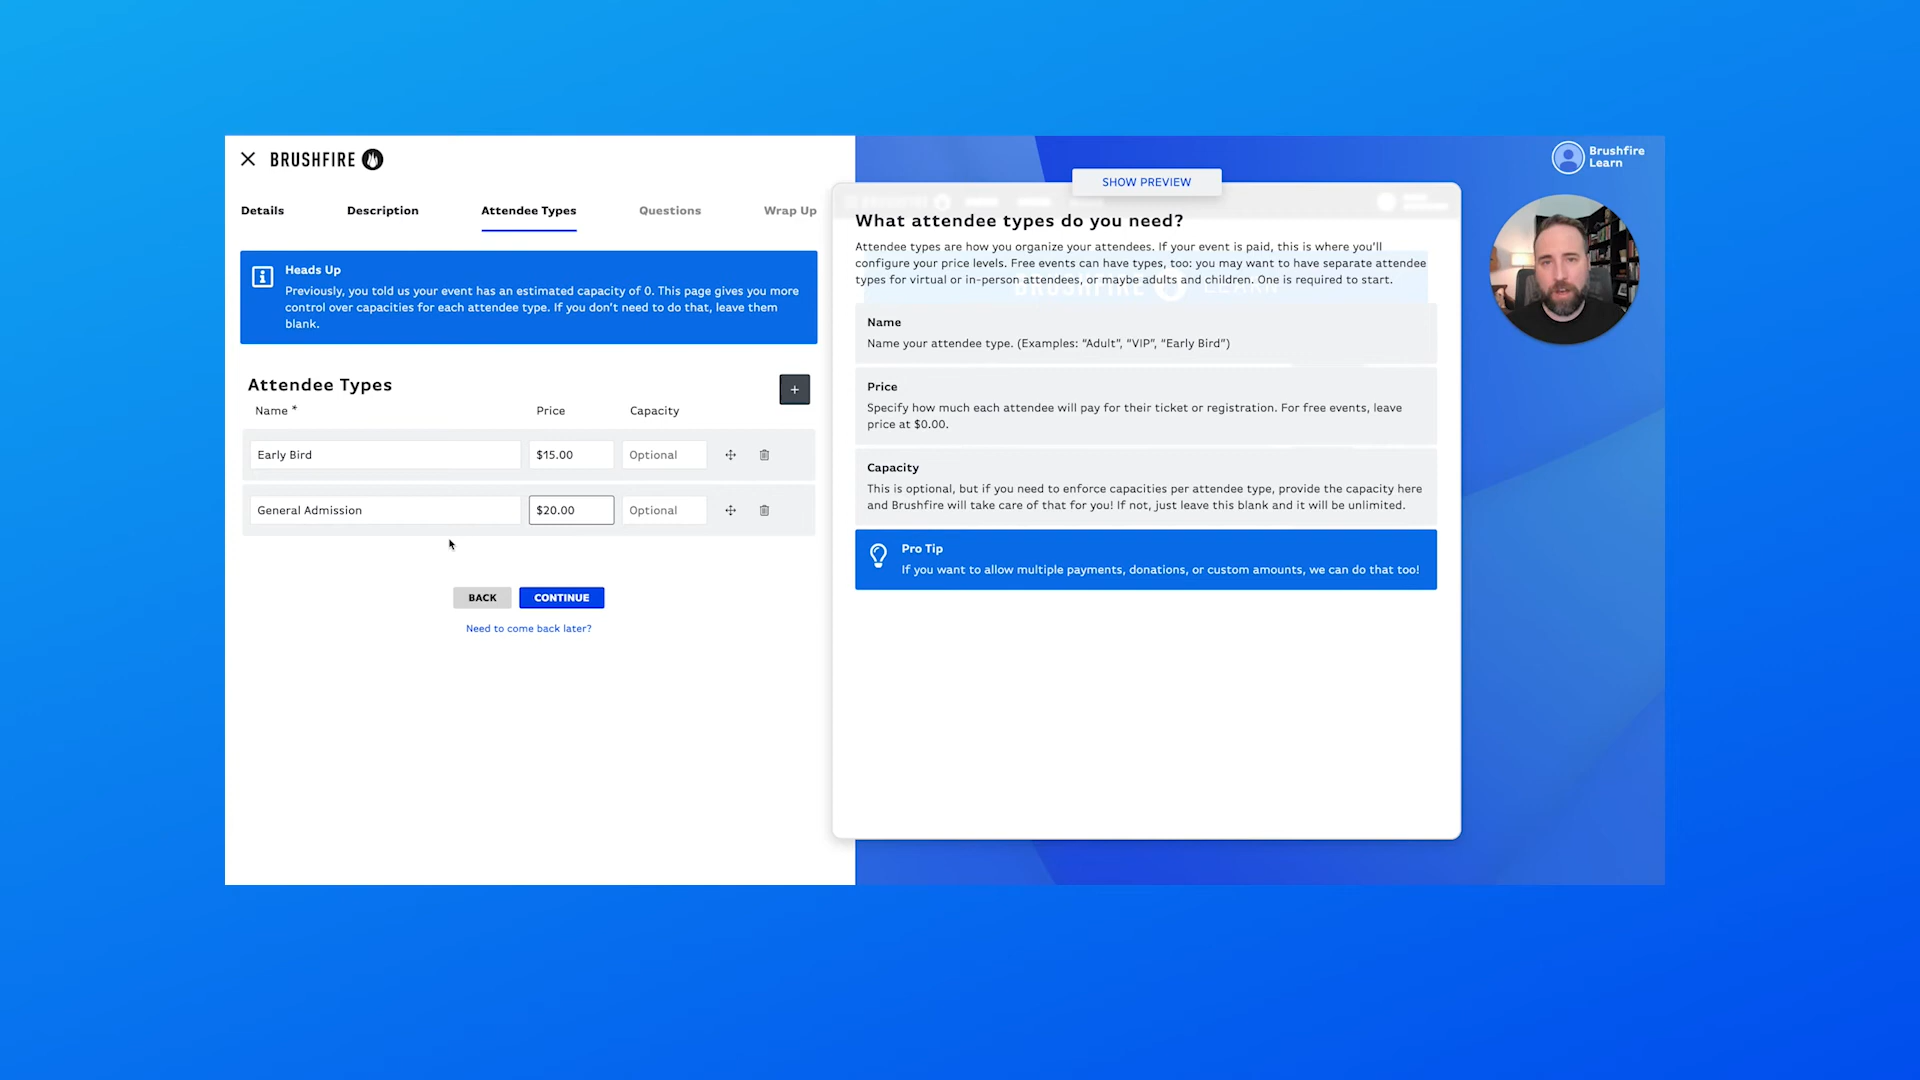 BRUSHFIRE
Details
Description
Attendee Types
Questions
Wrap Up
Heads Up
Previously, you told us your event has an estimated capacity of 0. This page gives you more
control over capacities for each attendee type. If you don't need to do that, leave them
blank.
Attendee Types
+
Name *
Price
Capacity
Early Bird
$15.00
Optional
General Admission
$20.00
Optional
BACK
CONTINUE
Need to come back later?
SHOW PREVIEW
What attendee types do you need?
Attendee types are how you organize your attendees. If your event is paid, this is where you'll
configure your price levels. Free events can have types, too: you may want to have separate attendee
types for virtual or in-person attendees, or maybe adults and children. One is required to start.
Name
Name your attendee type. (Examples: “Adult”, “VIP”, “Early Bird”)
Price
Specify how much each attendee will pay for their ticket or registration. For free events, leave
price at $0.00.
Capacity
This is optional, but if you need to enforce capacities per attendee type, provide the capacity here
and Brushfire will take care of that for you! If not, just leave this blank and it will be unlimited.
Pro Tip
If you want to allow multiple payments, donations, or custom amounts, we can do that too!
Brushfire
Learn